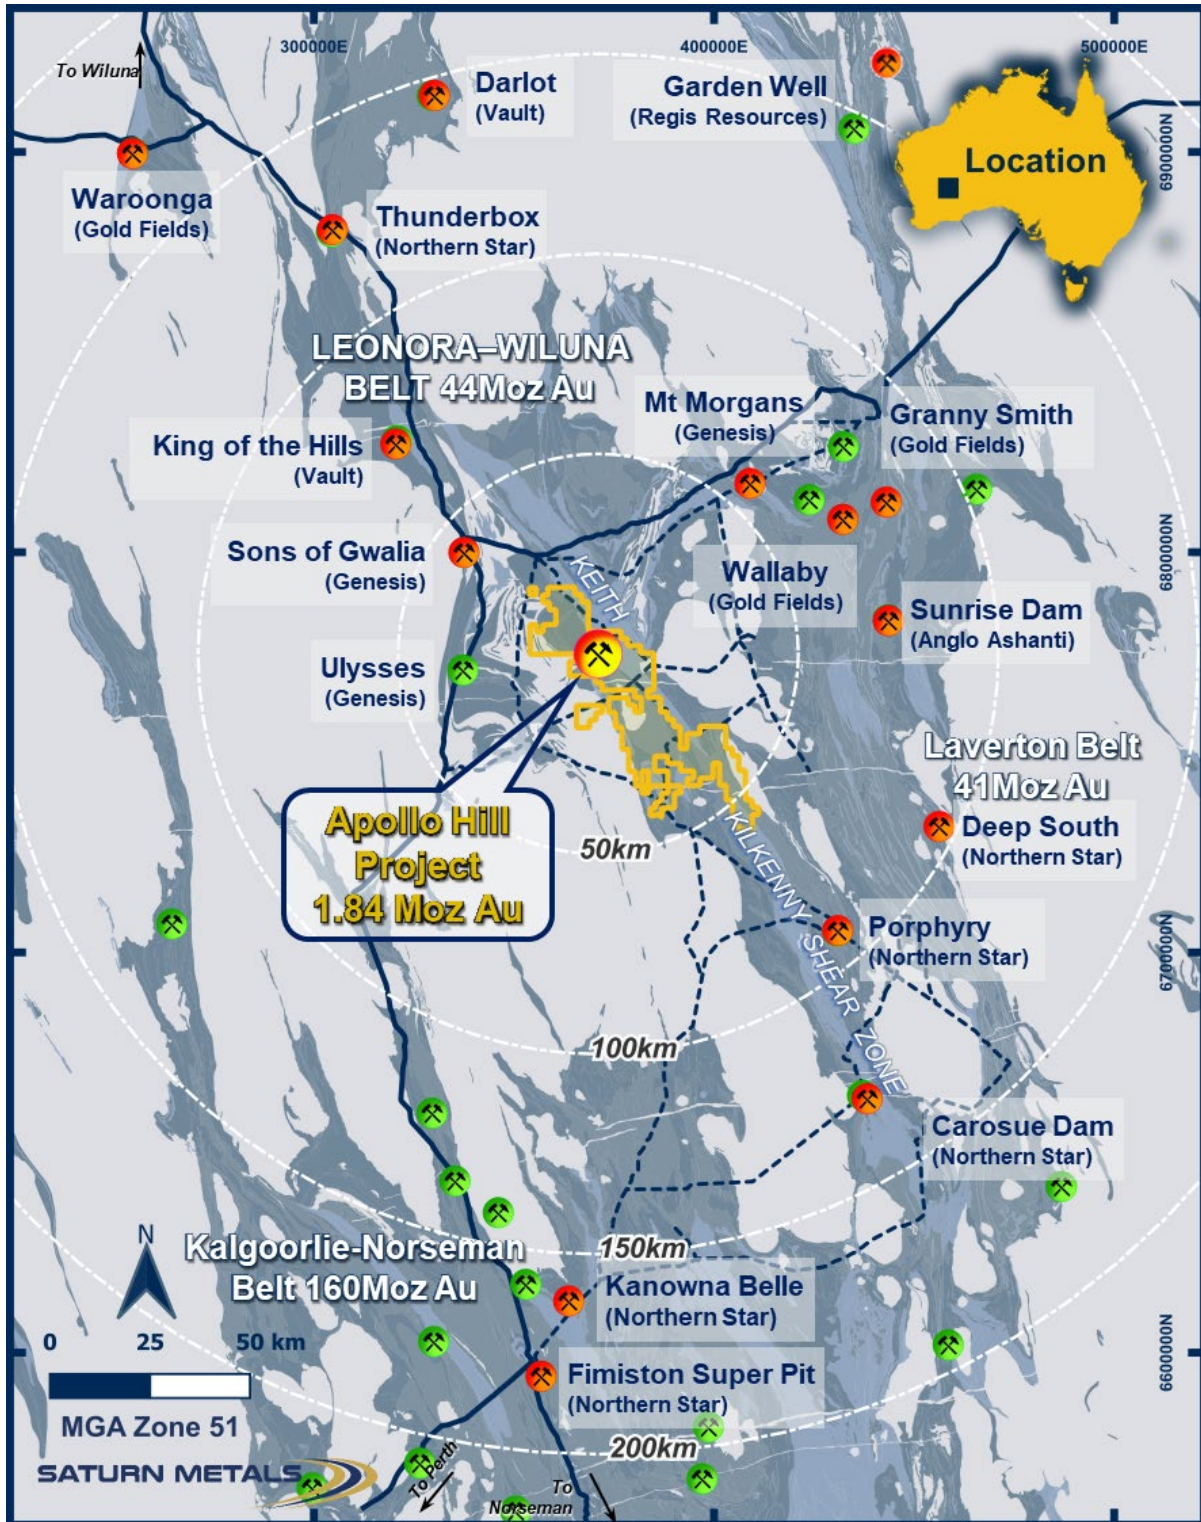 300000E
400000E
500000E
To Wiluna
Darlot
(Vault)
Garden Well
(Regis Resources)
Location
6900000N
Waroonga
(Gold Fields)
Thunderbox
(Northern Star)
LEONORA–WILUNA
BELT 44Moz Au
Mt Morgans
(Genesis)
Granny Smith
(Gold Fields)
King of the Hills
(Vault)
Sons of Gwalia
(Genesis)
KEITH
Wallaby
(Gold Fields)
6800000N
Sunrise Dam
(Anglo Ashanti)
Ulysses
(Genesis)
Laverton Belt
41Moz Au
Apollo Hill
Project
1.84 Moz Au
50km
KILKENNY SHEAR ZONE
Deep South
(Northern Star)
Porphyry
(Northern Star)
6700000N
100km
Carosue Dam
(Northern Star)
150km
Kalgoorlie-Norseman
Belt 160Moz Au
N
Kanowna Belle
(Northern Star)
0 25 50 km
6600000N
Fimiston Super Pit
(Northern Star)
MGA Zone 51
200km
SATURN METALS
To Perth
To
Norseman